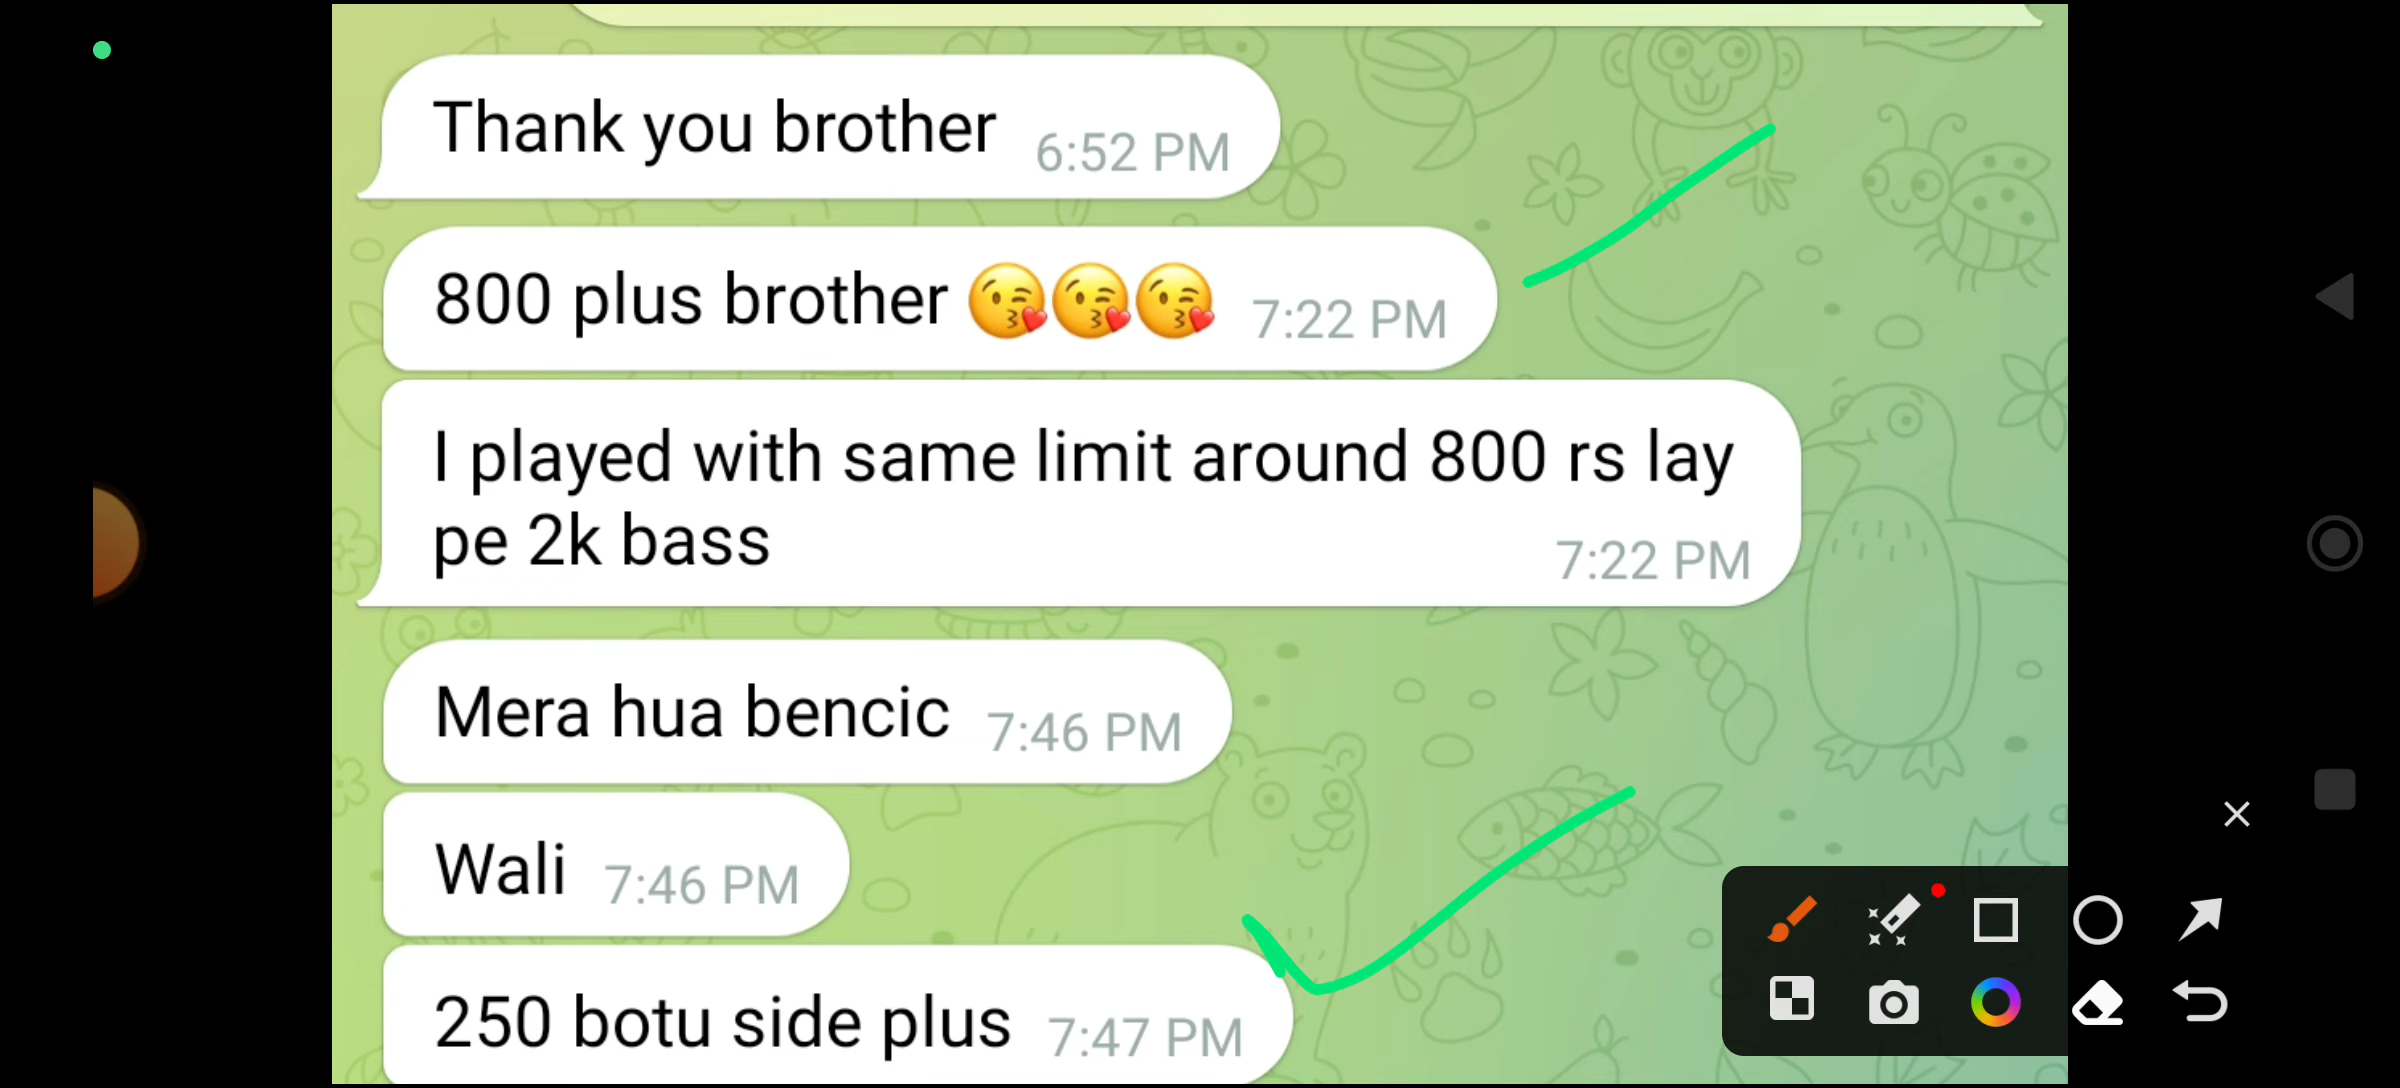 Thank you brother 6:52 PM
800 plus brother 😘😘😘 7:22 PM
I played with same limit around 800 rs lay
pe 2k bass 7:22 PM
Mera hua bencic 7:46 PM
Wali 7:46 PM
250 botu side plus 7:47 PM